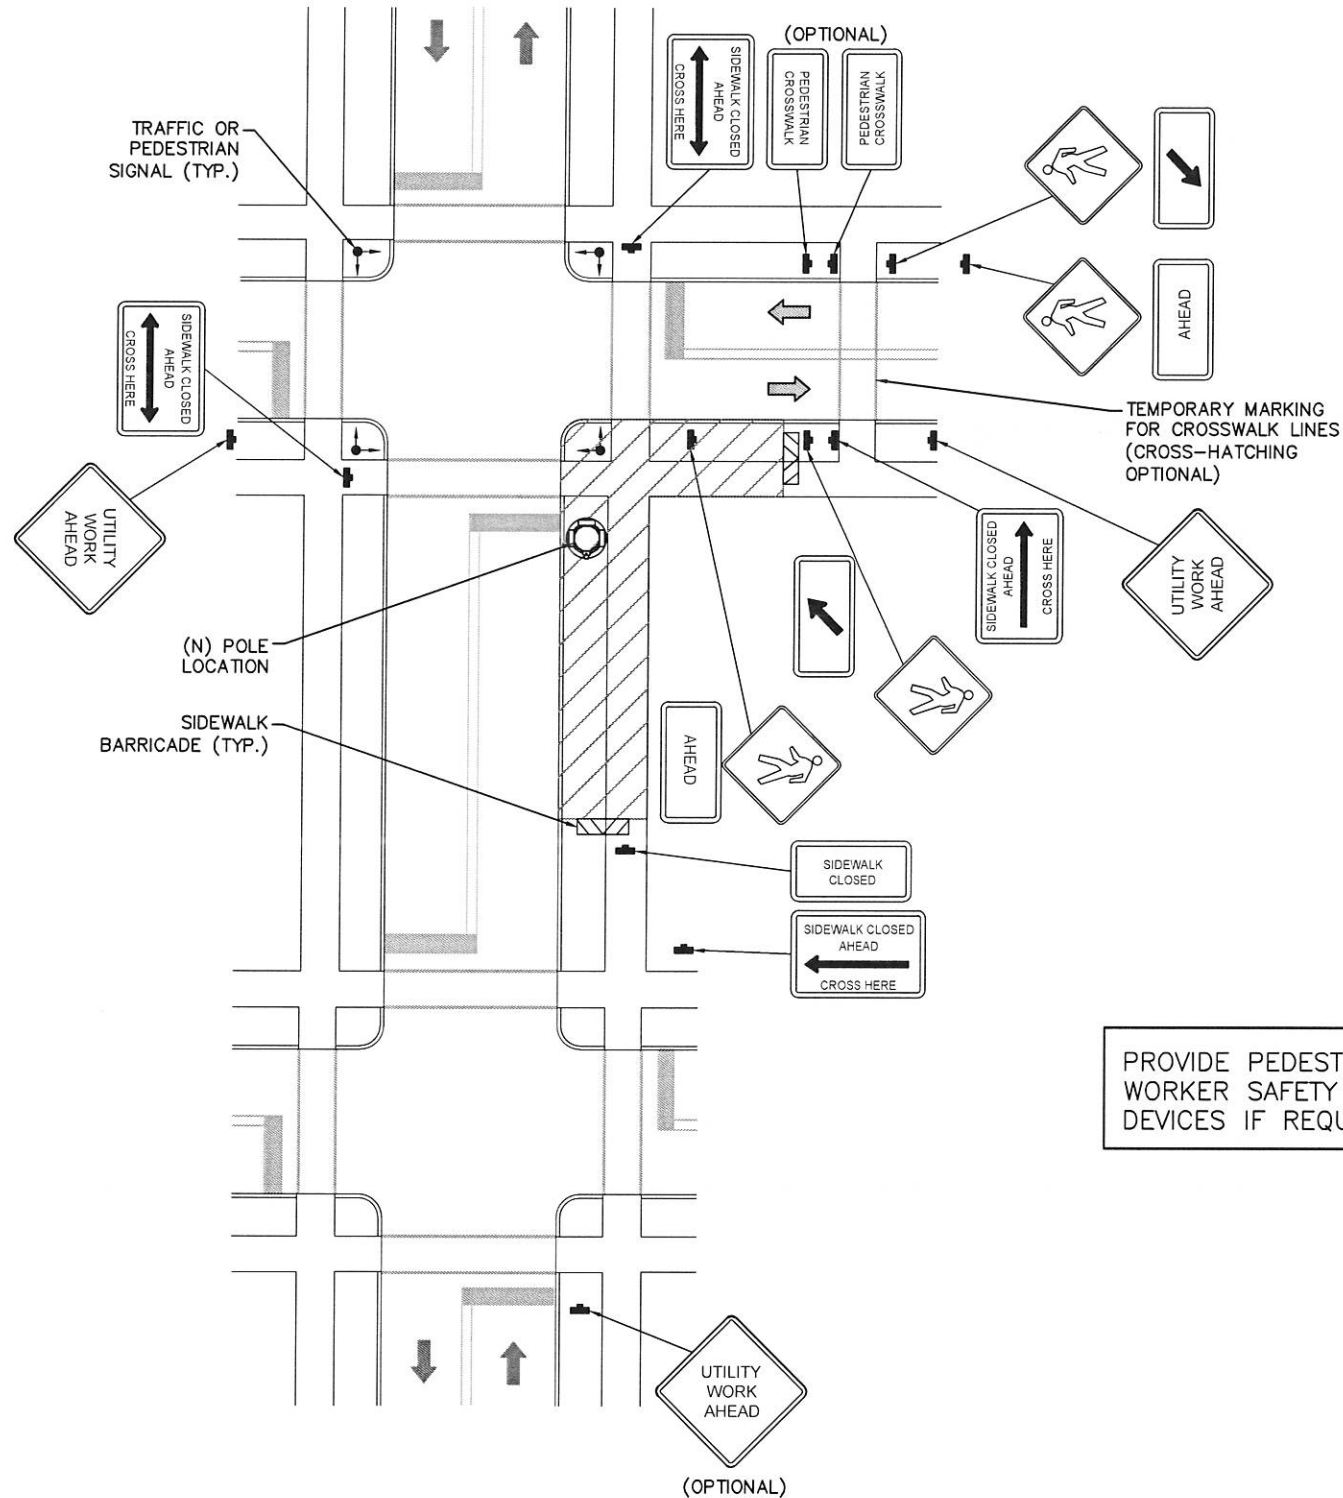 (OPTIONAL)
SIDEWALK CLOSED
AHEAD
CROSS HERE
PEDESTRIAN
CROSSWALK
PEDESTRIAN
CROSSWALK
TRAFFIC OR
PEDESTRIAN
SIGNAL (TYP.)
AHEAD
SIDEWALK CLOSED
AHEAD
CROSS HERE
TEMPORARY MARKING
FOR CROSSWALK LINES
(CROSS-HATCHING
OPTIONAL)
UTILITY
WORK
AHEAD
SIDEWALK CLOSED
AHEAD
CROSS HERE
UTILITY
WORK
AHEAD
(N) POLE
LOCATION
SIDEWALK
BARRICADE (TYP.)
AHEAD
SIDEWALK
CLOSED
SIDEWALK CLOSED
AHEAD
CROSS HERE
PROVIDE PEDEST
WORKER SAFETY
DEVICES IF REQU
UTILITY
WORK
AHEAD
(OPTIONAL)